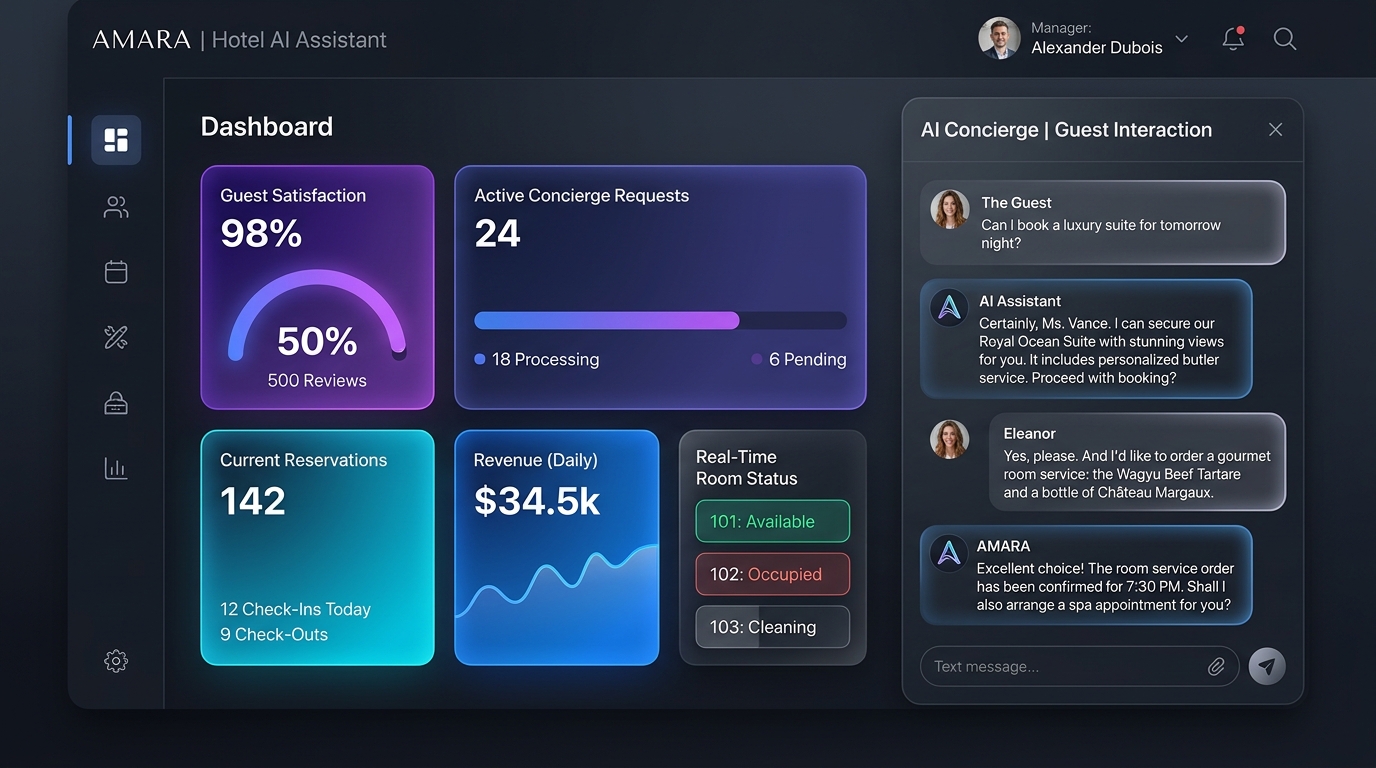 AMARA | Hotel AI Assistant
Manager:
Alexander Dubois
Dashboard
Guest Satisfaction
98%
50%
500 Reviews
Active Concierge Requests
24
18 Processing
6 Pending
Current Reservations
142
12 Check-Ins Today
9 Check-Outs
Revenue (Daily)
$34.5k
Real-Time
Room Status
101: Available
102: Occupied
103: Cleaning
AI Concierge | Guest Interaction
The Guest
Can I book a luxury suite for tomorrow
night?
AI Assistant
Certainly, Ms. Vance. I can secure our
Royal Ocean Suite with stunning views
for you. It includes personalized butler
service. Proceed with booking?
Eleanor
Yes, please. And I'd like to order a gourmet
room service: the Wagyu Beef Tartare
and a bottle of Château Margaux.
AMARA
Excellent choice! The room service order
has been confirmed for 7:30 PM. Shall I
also arrange a spa appointment for you?
Text message...